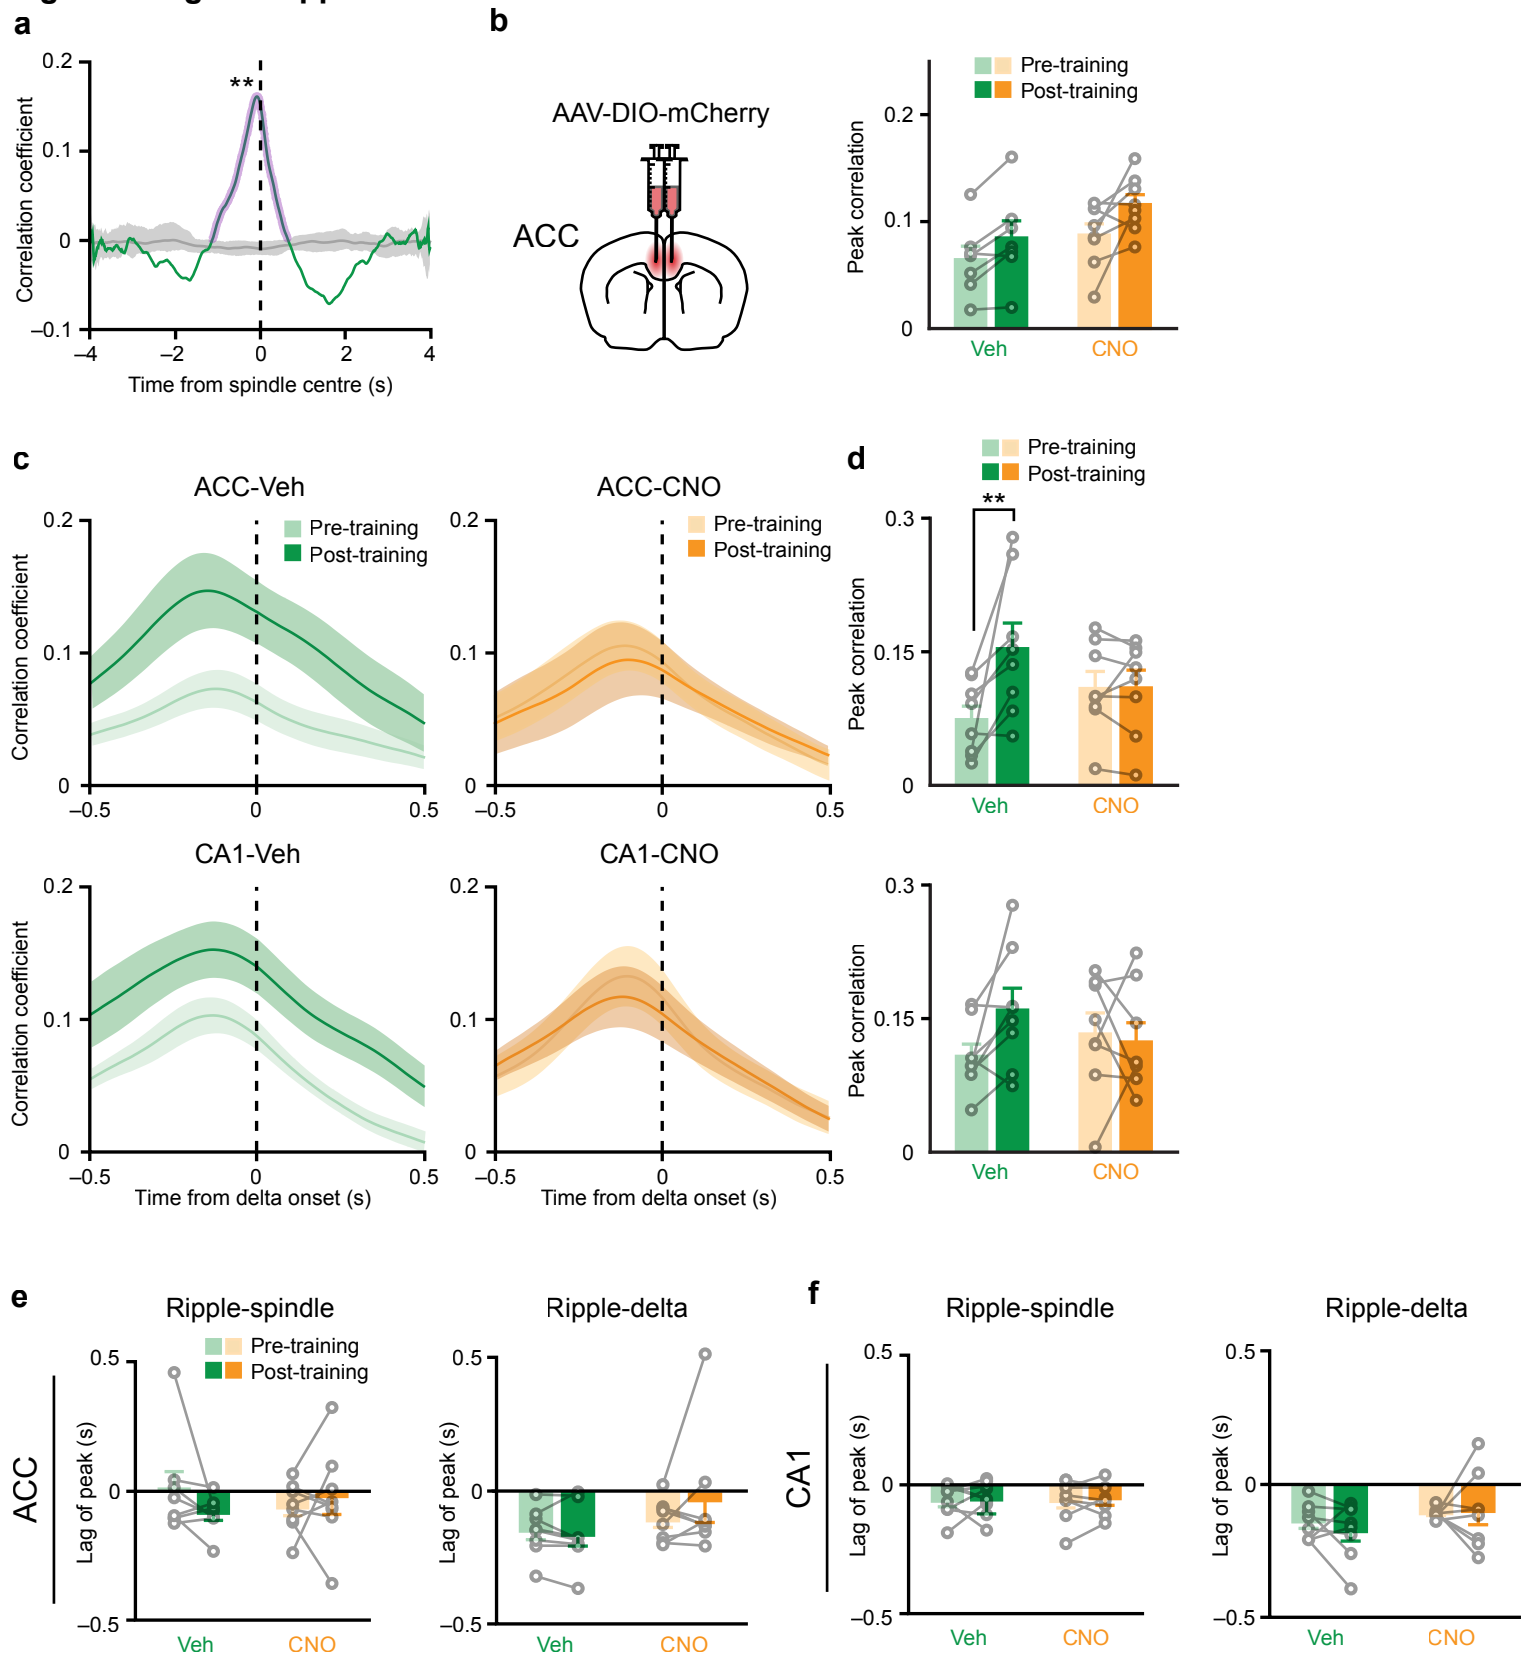 a
b
0.2
0.1
0
–0.1
Correlation coefficient
**
–4
–2
0
2
4
Time from spindle centre (s)
AAV-DIO-mCherry
ACC
Pre-training
Post-training
0.2
0.1
0
Peak correlation
Veh
CNO
c
ACC-Veh
Pre-training
Post-training
0.2
0.1
0
Correlation coefficient
–0.5
0
0.5
ACC-CNO
Pre-training
Post-training
0.2
0.1
0
–0.5
0
0.5
d
Pre-training
Post-training
**
0.3
0.15
0
Peak correlation
Veh
CNO
CA1-Veh
0.2
0.1
0
Correlation coefficient
–0.5
0
0.5
Time from delta onset (s)
CA1-CNO
0.2
0.1
0
–0.5
0
0.5
Time from delta onset (s)
0.3
0.15
0
Peak correlation
Veh
CNO
e
ACC
Ripple-spindle
Pre-training
Post-training
0.5
0
–0.5
Lag of peak (s)
Veh
CNO
Ripple-delta
0.5
0
–0.5
Lag of peak (s)
Veh
CNO
f
CA1
Ripple-spindle
0.5
0
–0.5
Lag of peak (s)
Veh
CNO
Ripple-delta
0.5
0
–0.5
Lag of peak (s)
Veh
CNO